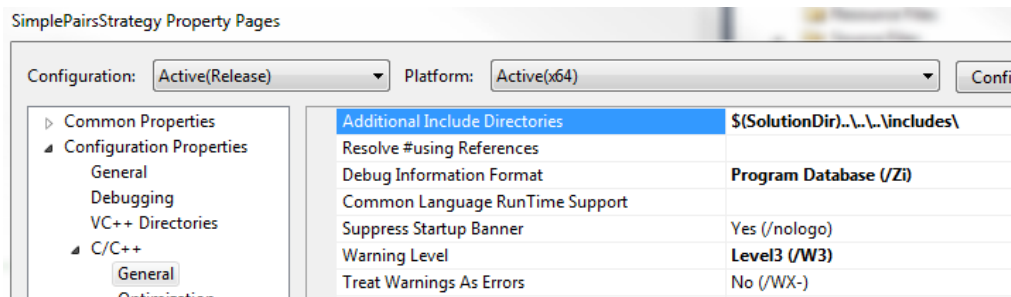 SimplePairsStrategy Property Pages
Configuration: Active(Release) Platform: Active(x64)
Common Properties
Configuration Properties
General
Debugging
VC++ Directories
C/C++
General
Optimization
Additional Include Directories $(SolutionDir)..\..\..\includes\
Resolve #using References
Debug Information Format Program Database (/Zi)
Common Language RunTime Support
Suppress Startup Banner Yes (/nologo)
Warning Level Level3 (/W3)
Treat Warnings As Errors No (/WX-)